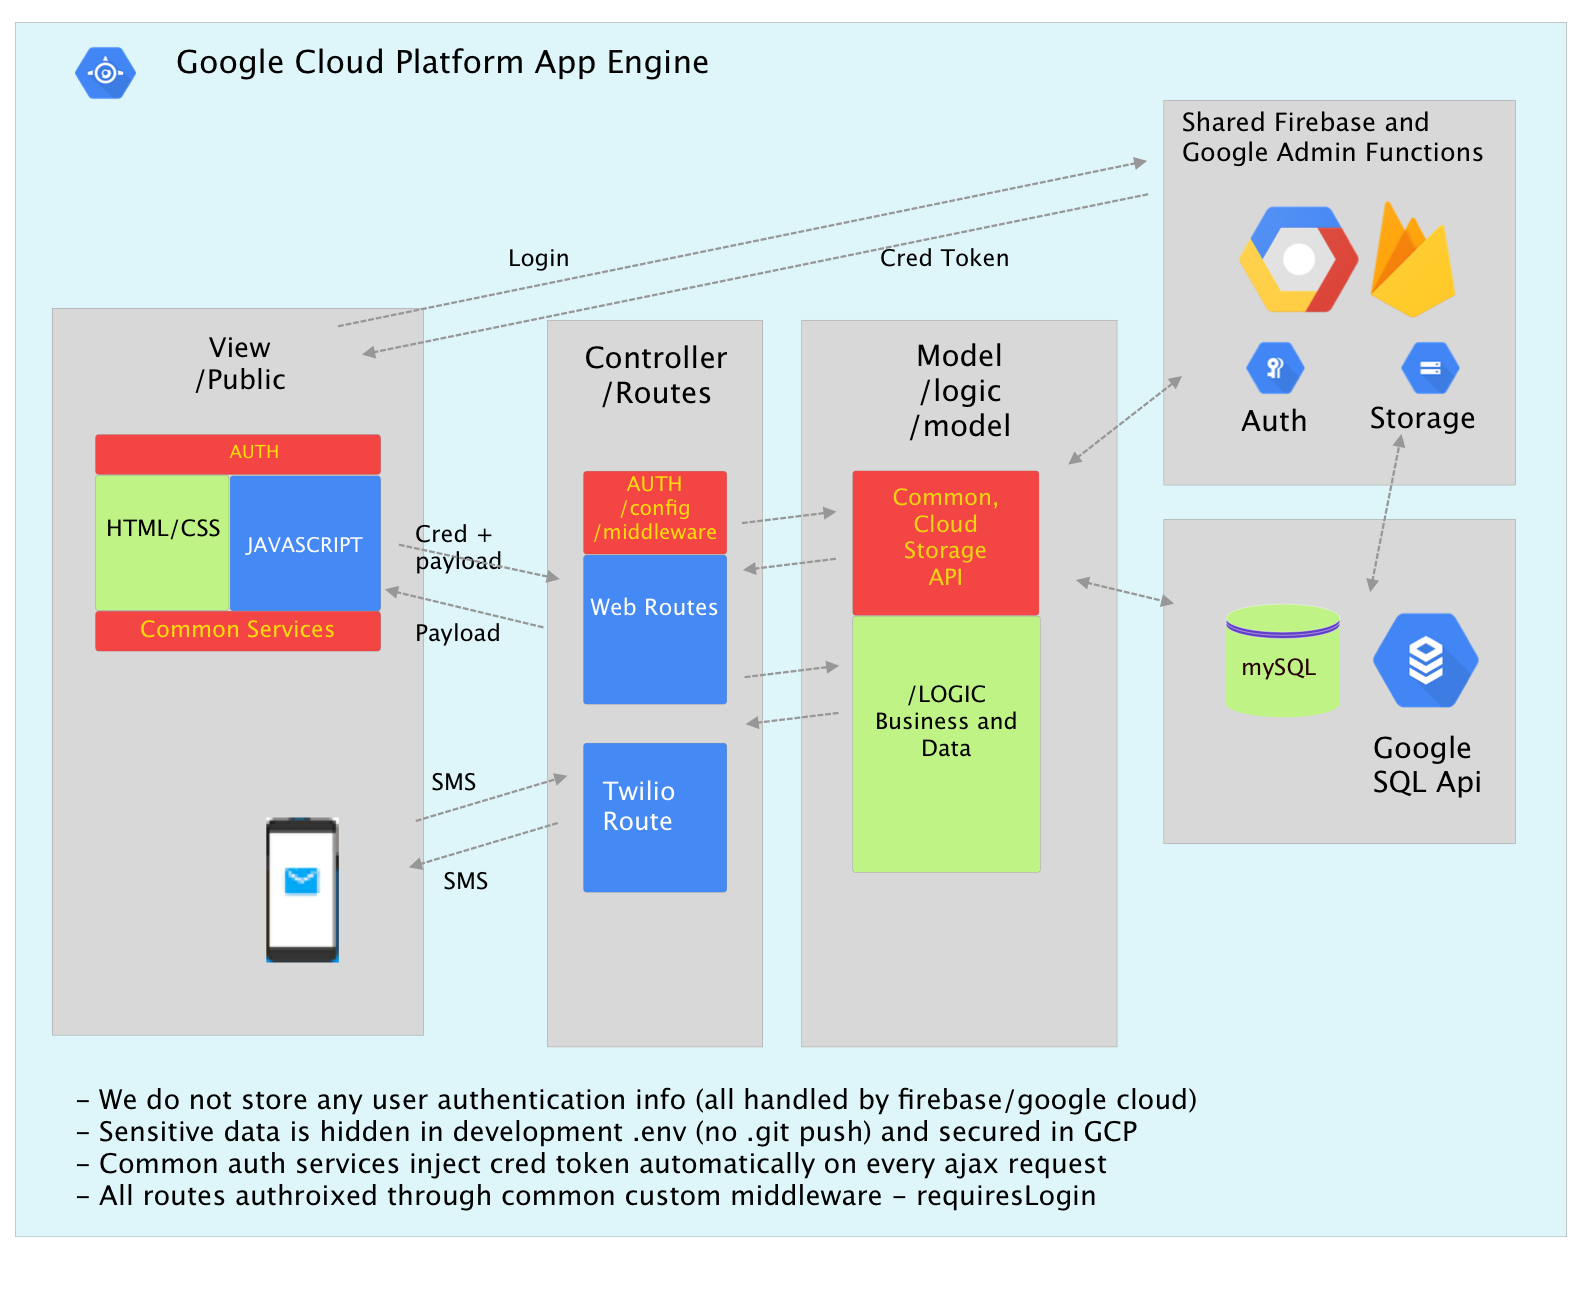 Google Cloud Platform App Engine
Shared Firebase and
Google Admin Functions
Login
Cred Token
Auth
Storage
View
/Public
AUTH
HTML/CSS
JAVASCRIPT
Common Services
Cred +
payload
Payload
SMS
SMS
Controller
/Routes
AUTH
/config
/middleware
Web Routes
Twilio
Route
Model
/logic
/model
Common,
Cloud
Storage
API
/LOGIC
Business and
Data
mySQL
Google
SQL Api
– We do not store any user authentication info (all handled by firebase/google cloud)
– Sensitive data is hidden in development .env (no .git push) and secured in GCP
– Common auth services inject cred token automatically on every ajax request
– All routes authroixed through common custom middleware – requiresLogin